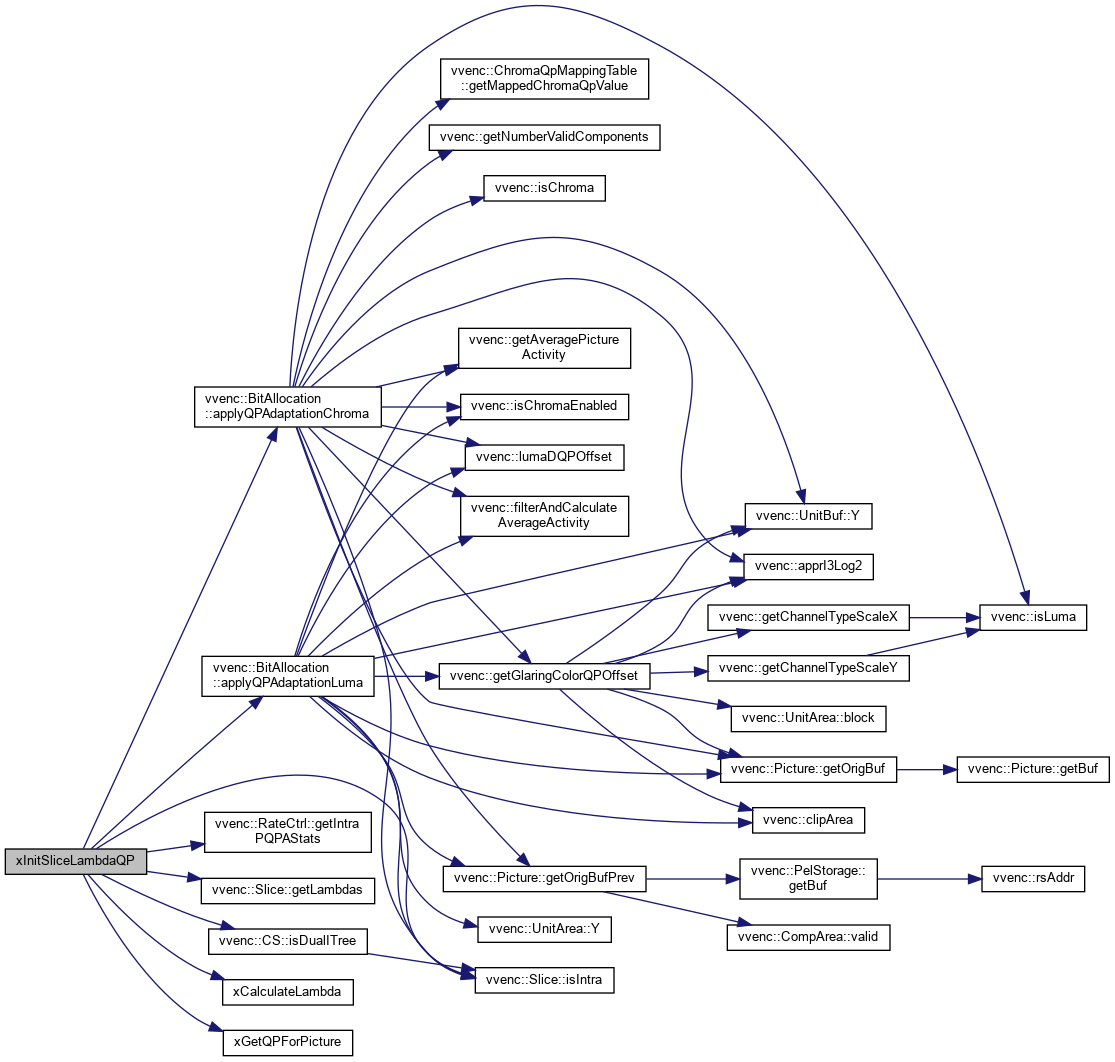 vvenc::ChromaQpMappingTable
::getMappedChromaQpValue
vvenc::getNumberValidComponents
vvenc::isChroma
vvenc::getAveragePicture
Activity
vvenc::BitAllocation
::applyQPAdaptationChroma
vvenc::isChromaEnabled
vvenc::lumaDQPOffset
vvenc::filterAndCalculate
AverageActivity
vvenc::UnitBuf::Y
vvenc::apprI3Log2
vvenc::getChannelTypeScaleX
vvenc::isLuma
vvenc::BitAllocation
::applyQPAdaptationLuma
vvenc::getGlaringColorQPOffset
vvenc::getChannelTypeScaleY
vvenc::UnitArea::block
vvenc::Picture::getOrigBuf
vvenc::Picture::getBuf
vvenc::RateCtrl::getIntra
PQPAStats
vvenc::clipArea
xInitSliceLambdaQP
vvenc::Slice::getLambdas
vvenc::Picture::getOrigBufPrev
vvenc::PelStorage::
getBuf
vvenc::rsAddr
vvenc::CS::isDualITree
vvenc::UnitArea::Y
vvenc::CompArea::valid
vvenc::Slice::isIntra
xCalculateLambda
xGetQPForPicture